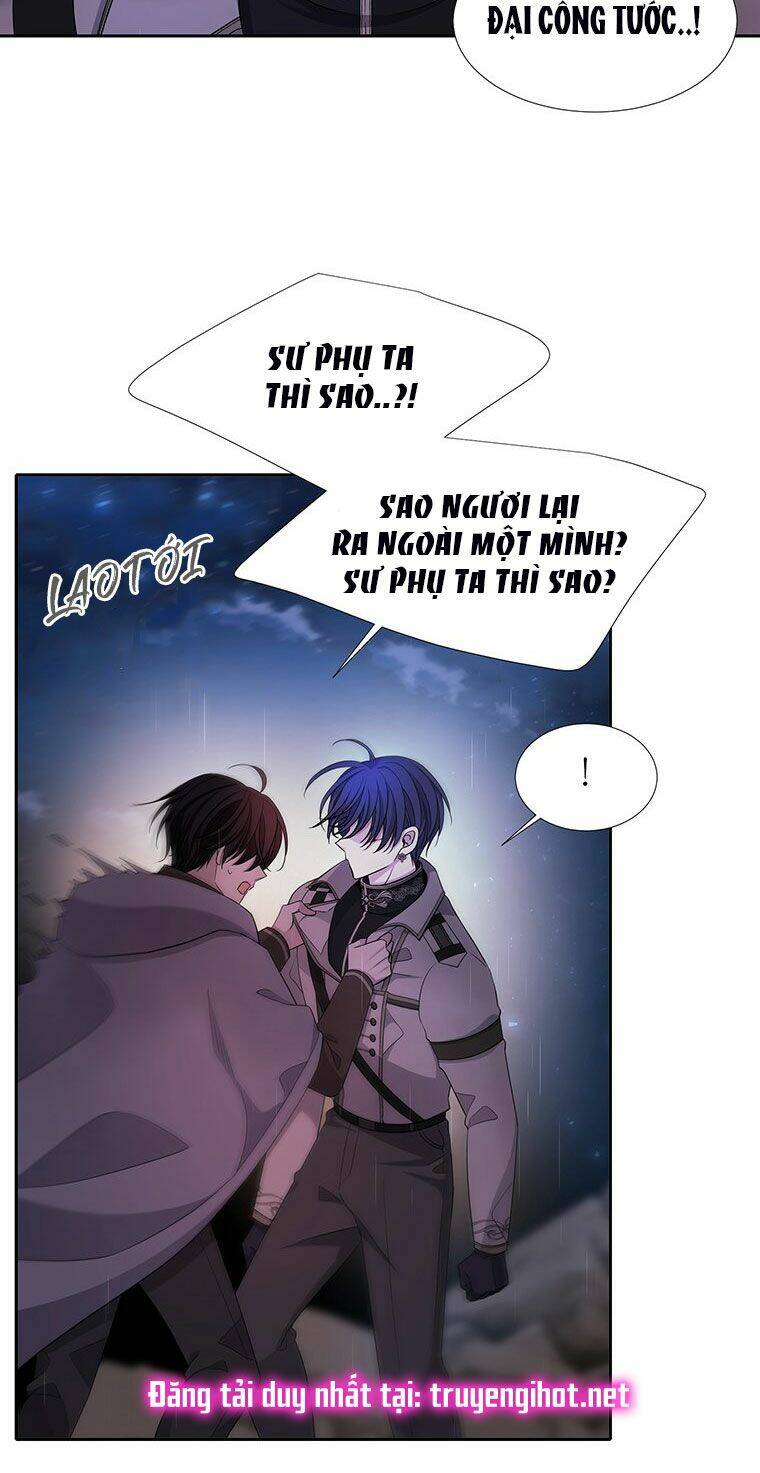 ĐẠI CÔNG TƯỚC..!
SƯ PHỤ TA
THÌ SAO..?!
SAO NGƯƠI LẠI
RA NGOÀI MỘT MÌNH?
SƯ PHỤ TA THÌ SAO?
LAO TỚI
!
Đăng tải duy nhất tại: truyengihot.net